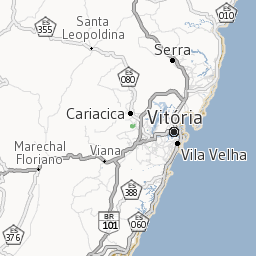 ES
355
Santa
Leopoldina
ES
010
Serra
ES
080
Cariacica
Vitória
Marechal
Floriano
Viana
Vila Velha
ES
388
BR
101
ES
060
ES
376